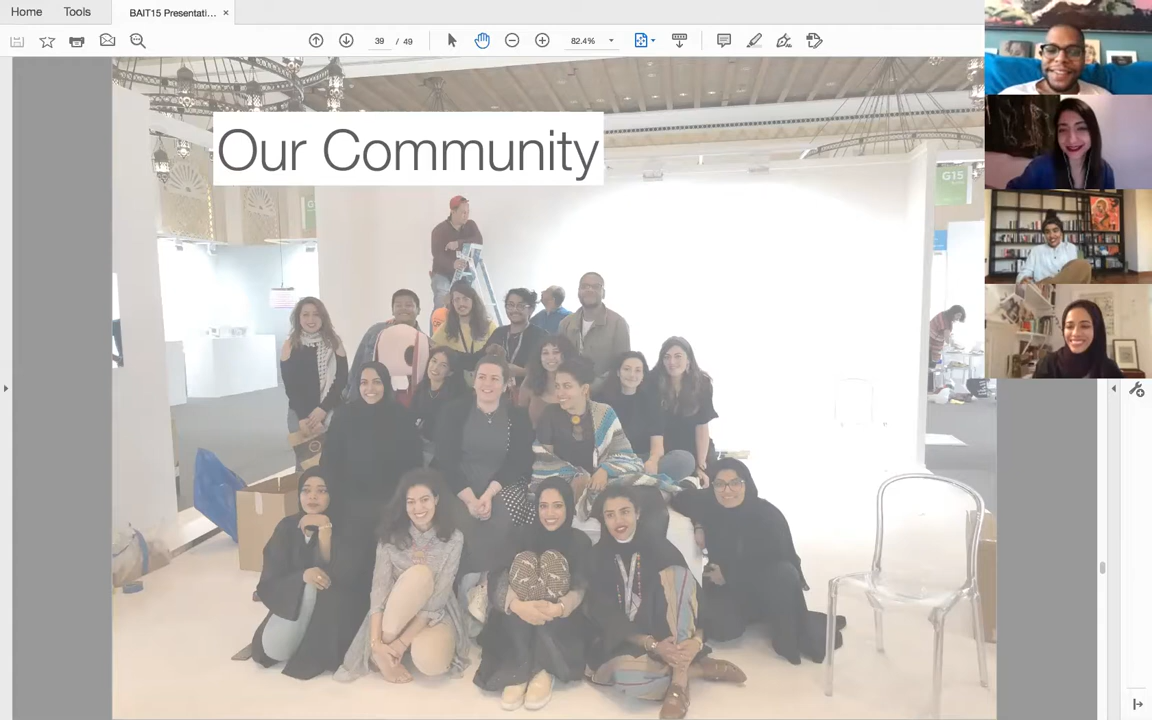 Home
Tools
BAIT15 Presentati... ×
39 / 49
82.4%
Our Community
G15